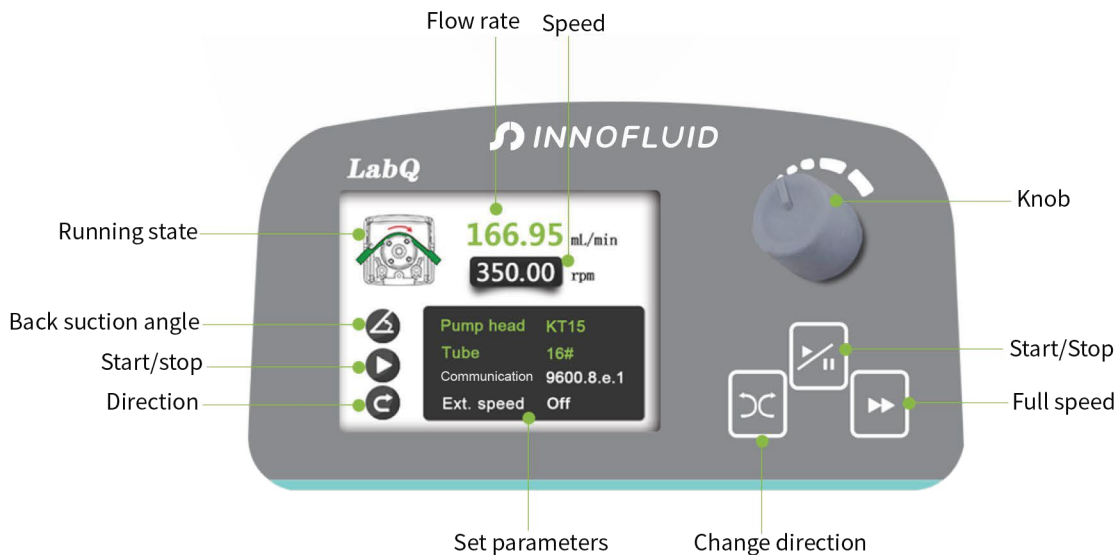 Flow rate
Speed
INNOFLUID
LabQ
Knob
Running state
166.95 mL/min
350.00 rpm
Back suction angle
Pump head KT15
Start/stop
Tube 16#
Start/Stop
Communication 9600.8.e.1
Direction
Ext. speed Off
Full speed
Set parameters
Change direction